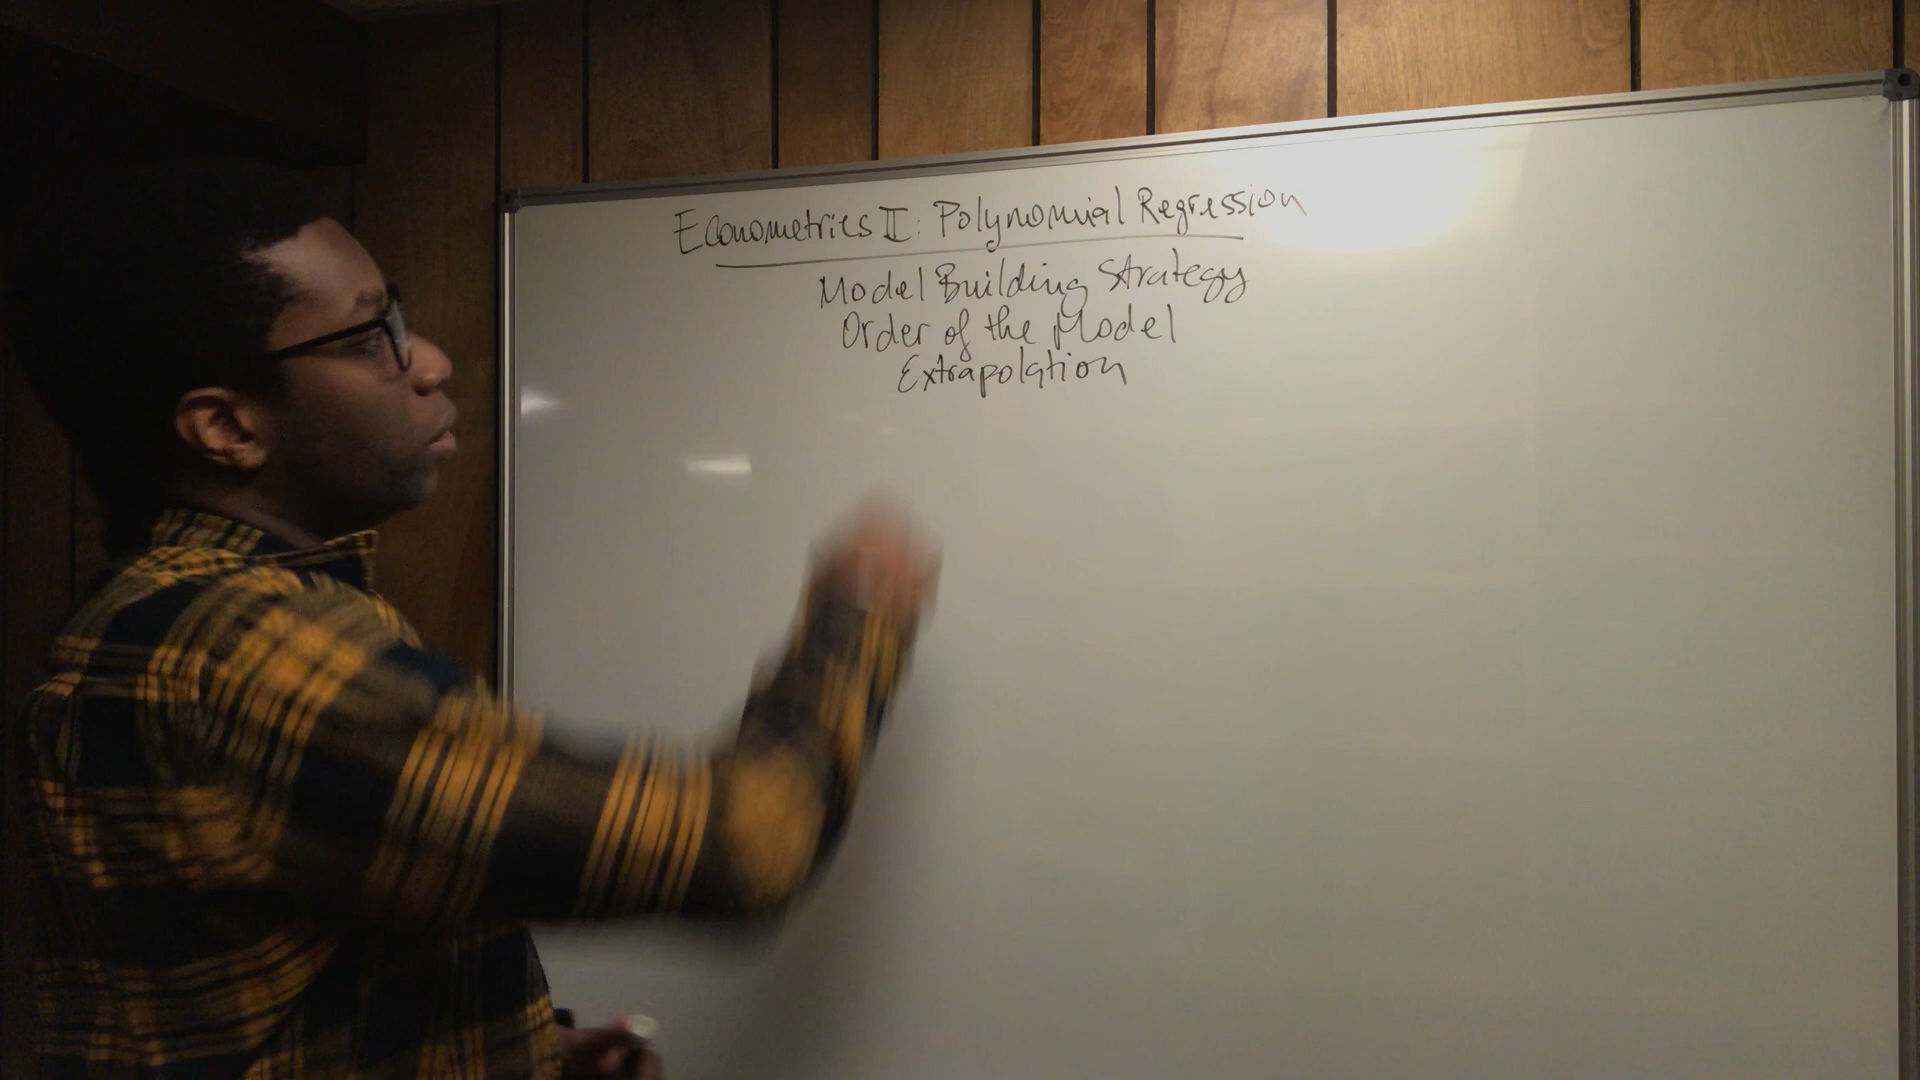 Econometrics II: Polynomial Regression
Model Building Strategy
Order of the Model
Extrapolation